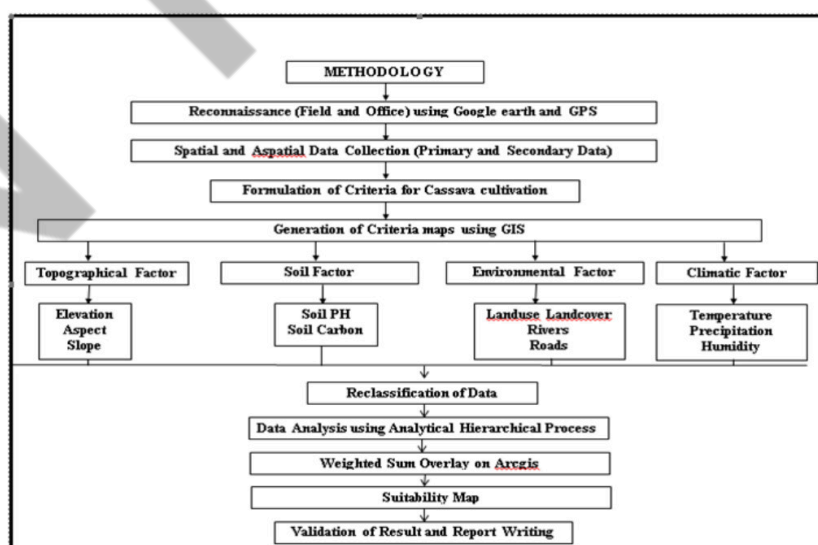 METHODOLOGY
Reconnaissance (Field and Office) using Google earth and GPS
Spatial and Aspatial Data Collection (Primary and Secondary Data)
Formulation of Criteria for Cassava cultivation
Generation of Criteria maps using GIS
Topographical Factor
Soil Factor
Environmental Factor
Climatic Factor
Elevation
Aspect
Slope
Soil PH
Soil Carbon
Landuse Landcover
Rivers
Roads
Temperature
Precipitation
Humidity
Reclassification of Data
Data Analysis using Analytical Hierarchical Process
Weighted Sum Overlay on Arcgis
Suitability Map
Validation of Result and Report Writing